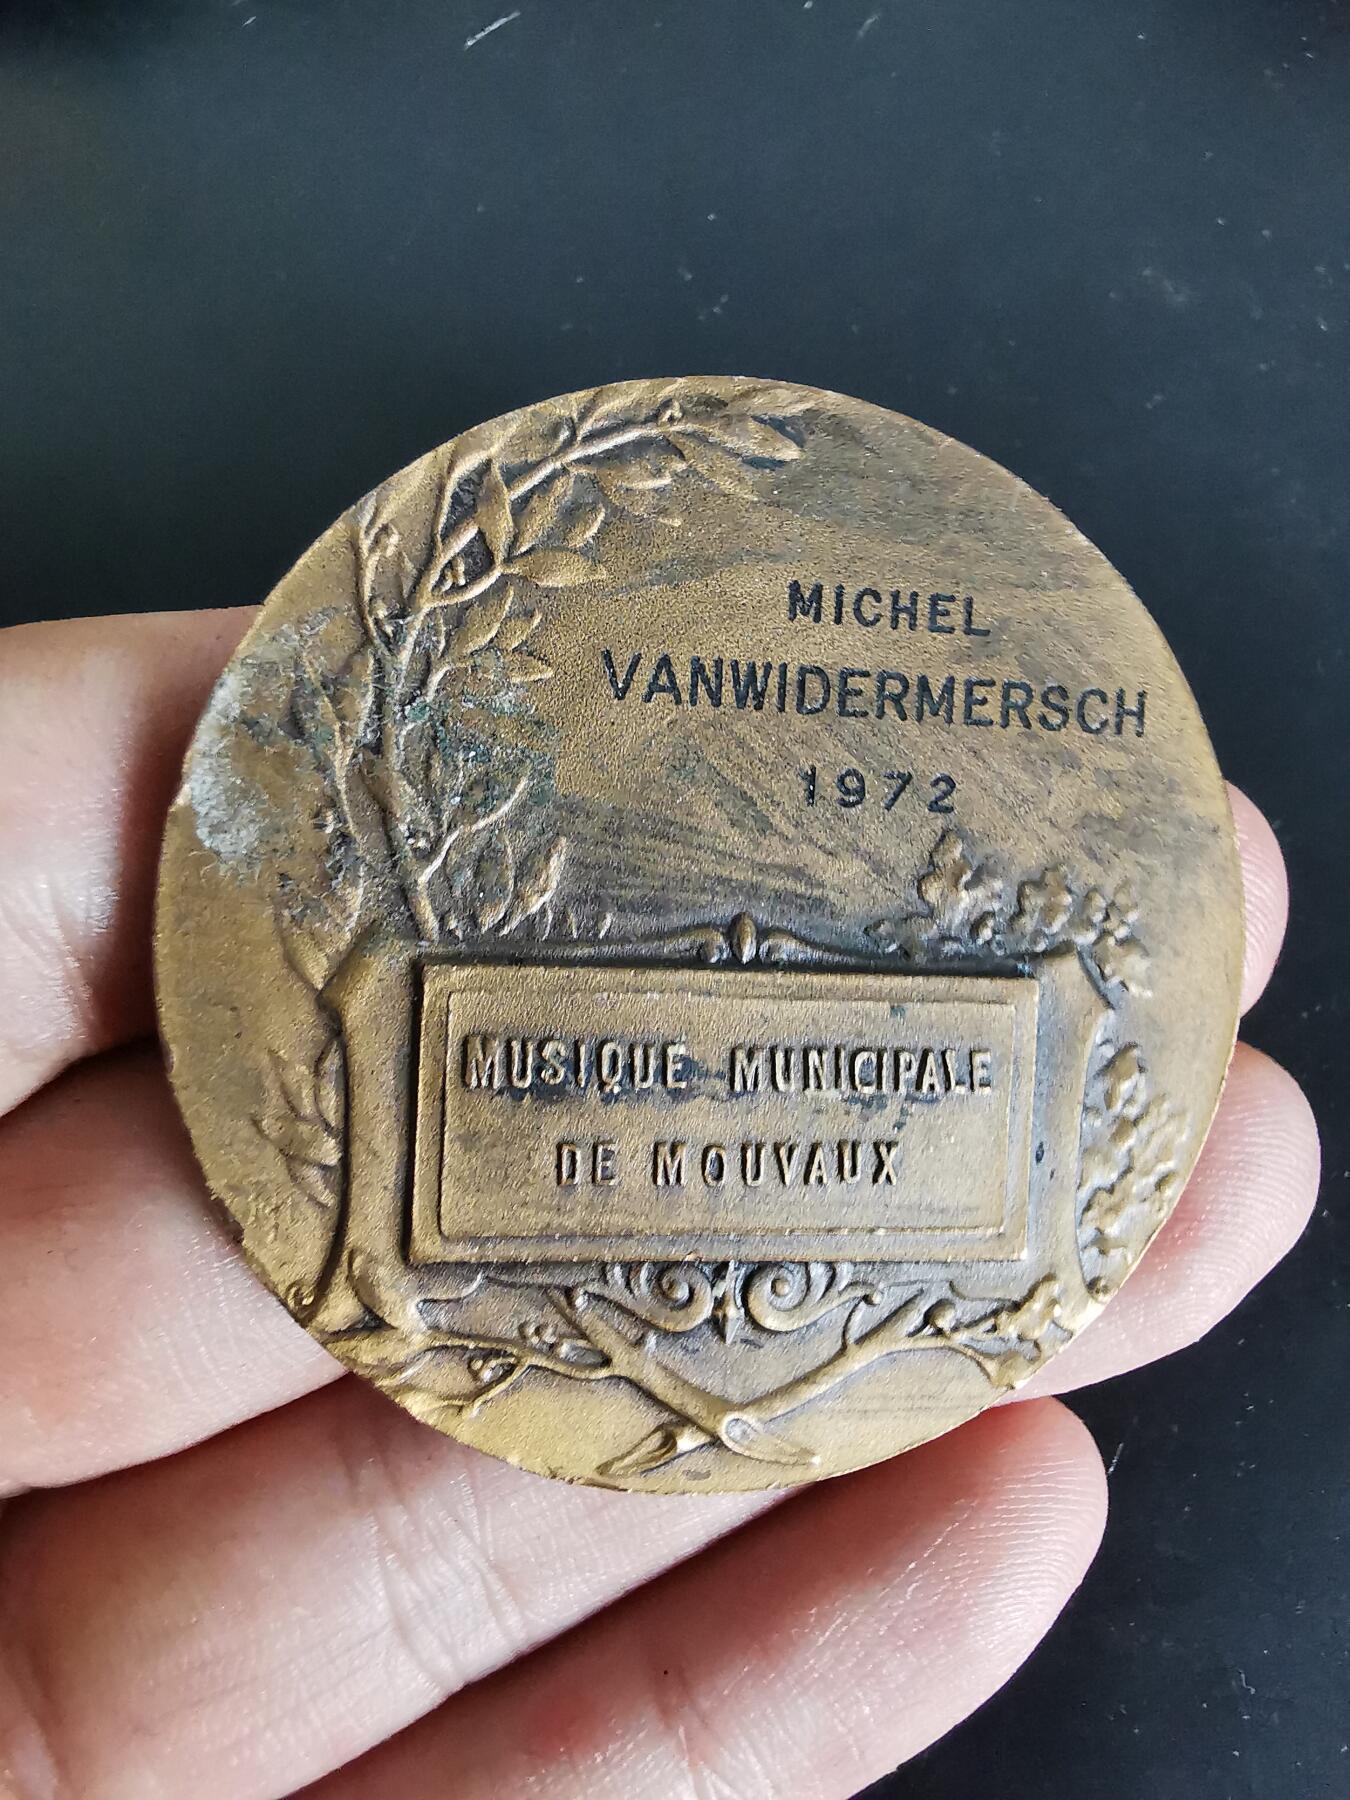 MICHEL
VANWIDERMERSCH
1972
MUSIQUE MUNICIPALE
DE MOUVAUX